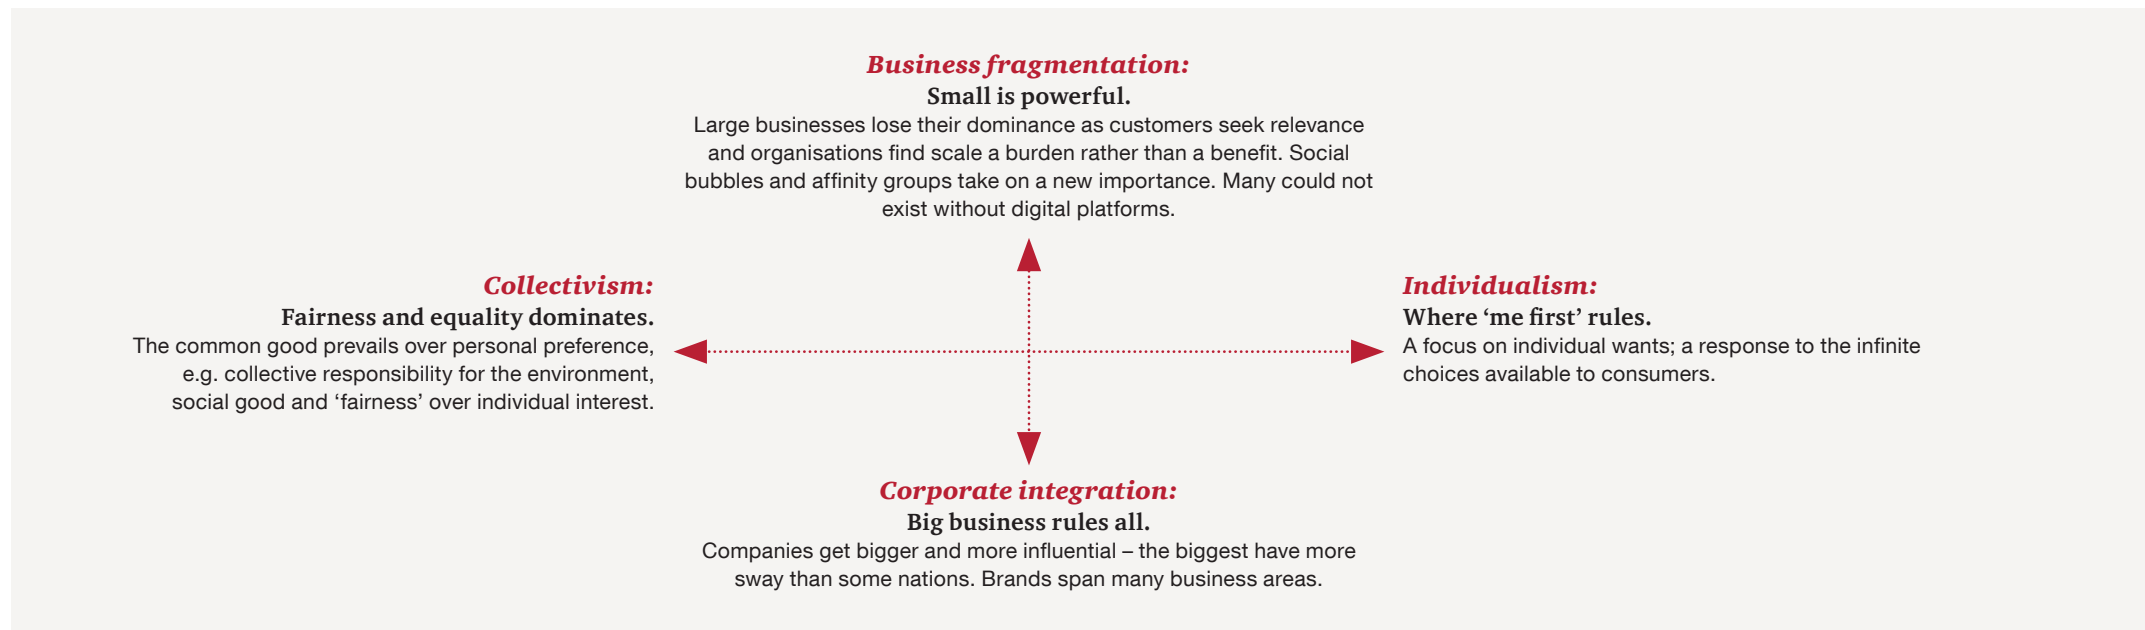 Business fragmentation:
Small is powerful.
Large businesses lose their dominance as customers seek relevance
and organisations find scale a burden rather than a benefit. Social
bubbles and affinity groups take on a new importance. Many could not
exist without digital platforms.
Collectivism:
Fairness and equality dominates.
The common good prevails over personal preference,
e.g. collective responsibility for the environment,
social good and ‘fairness’ over individual interest.
Individualism:
Where ‘me first’ rules.
A focus on individual wants; a response to the infinite
choices available to consumers.
Corporate integration:
Big business rules all.
Companies get bigger and more influential – the biggest have more
sway than some nations. Brands span many business areas.